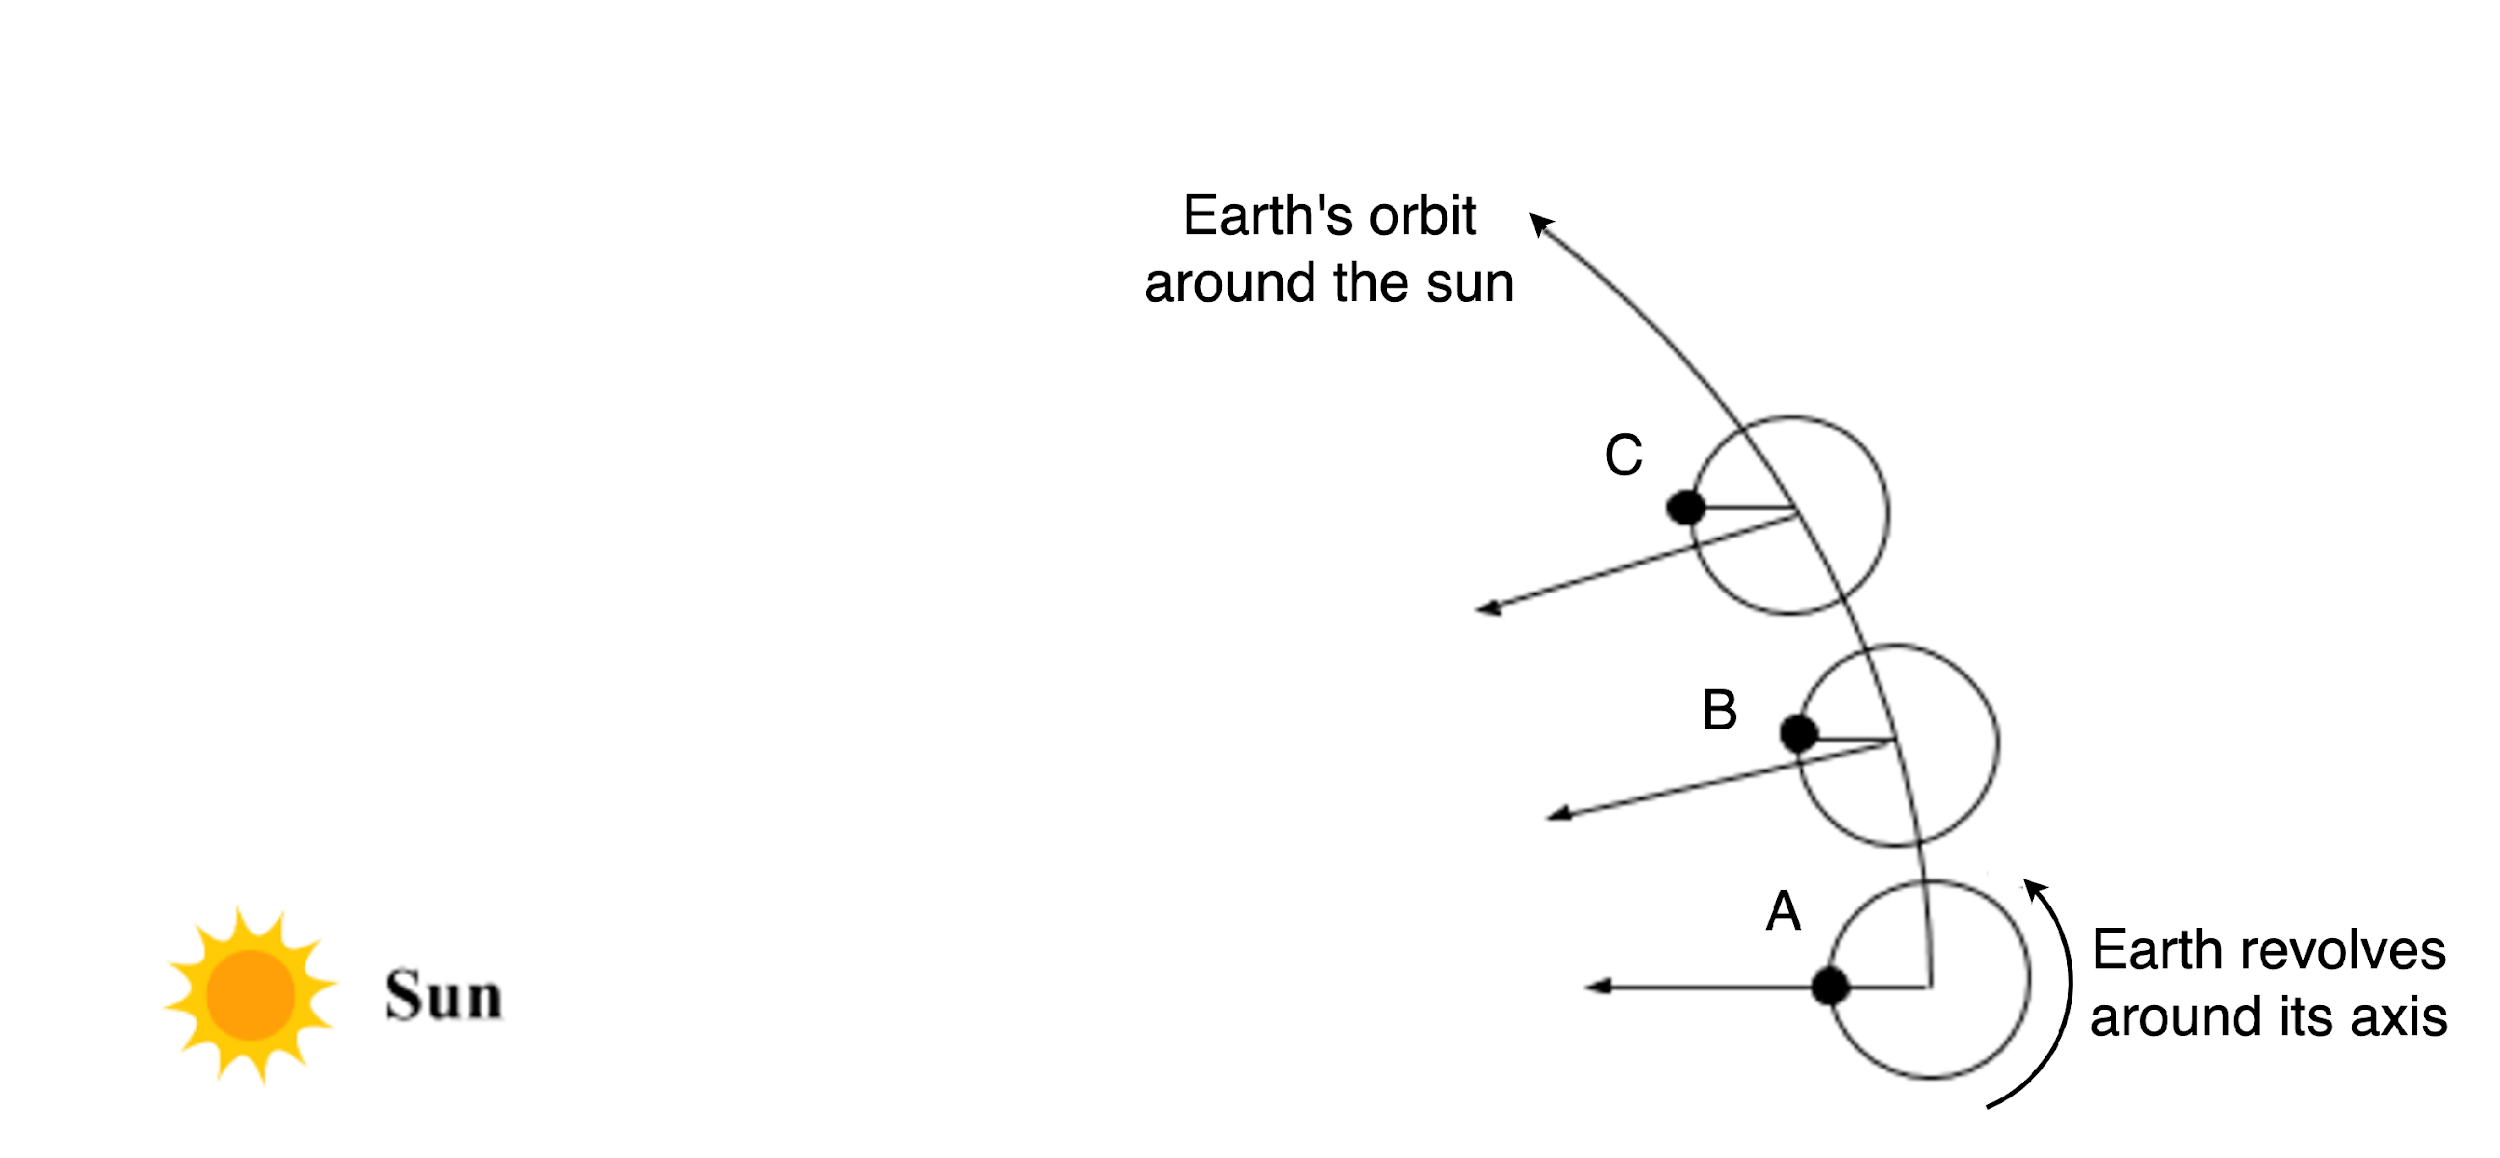 Earth's orbit
around the sun
C
B
A
Earth revolves
around its axis
Sun